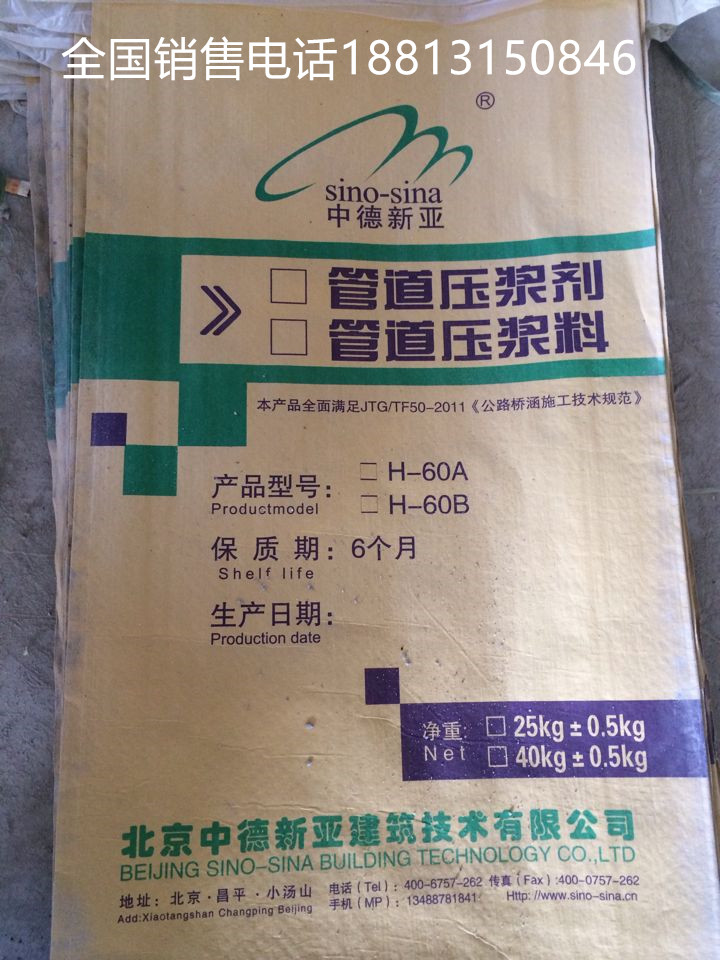 全国销售电话18813150846
®
sino-sina
中德新亚
管道压浆剂
管道压浆料
本产品全面满足JTG/TF50-2011《公路桥涵施工技术规范》
产品型号: H-60A
Productmodel H-60B
保质期: 6个月
Shelf life
生产日期:
Production date
净重: 25kg±0.5kg
Net 40kg±0.5kg
北京中德新亚建筑技术有限公司
BEIJING SINO-SINA BUILDING TECHNOLOGY CO.,LTD
地址: 北京·昌平·小汤山 电话(Tel): 400-6757-262 传真(Fax):400-0757-262
Add:Xiaotangshan Changping Beijing 手机(MP): 13488781841 Http: //www.sino-sina.cn